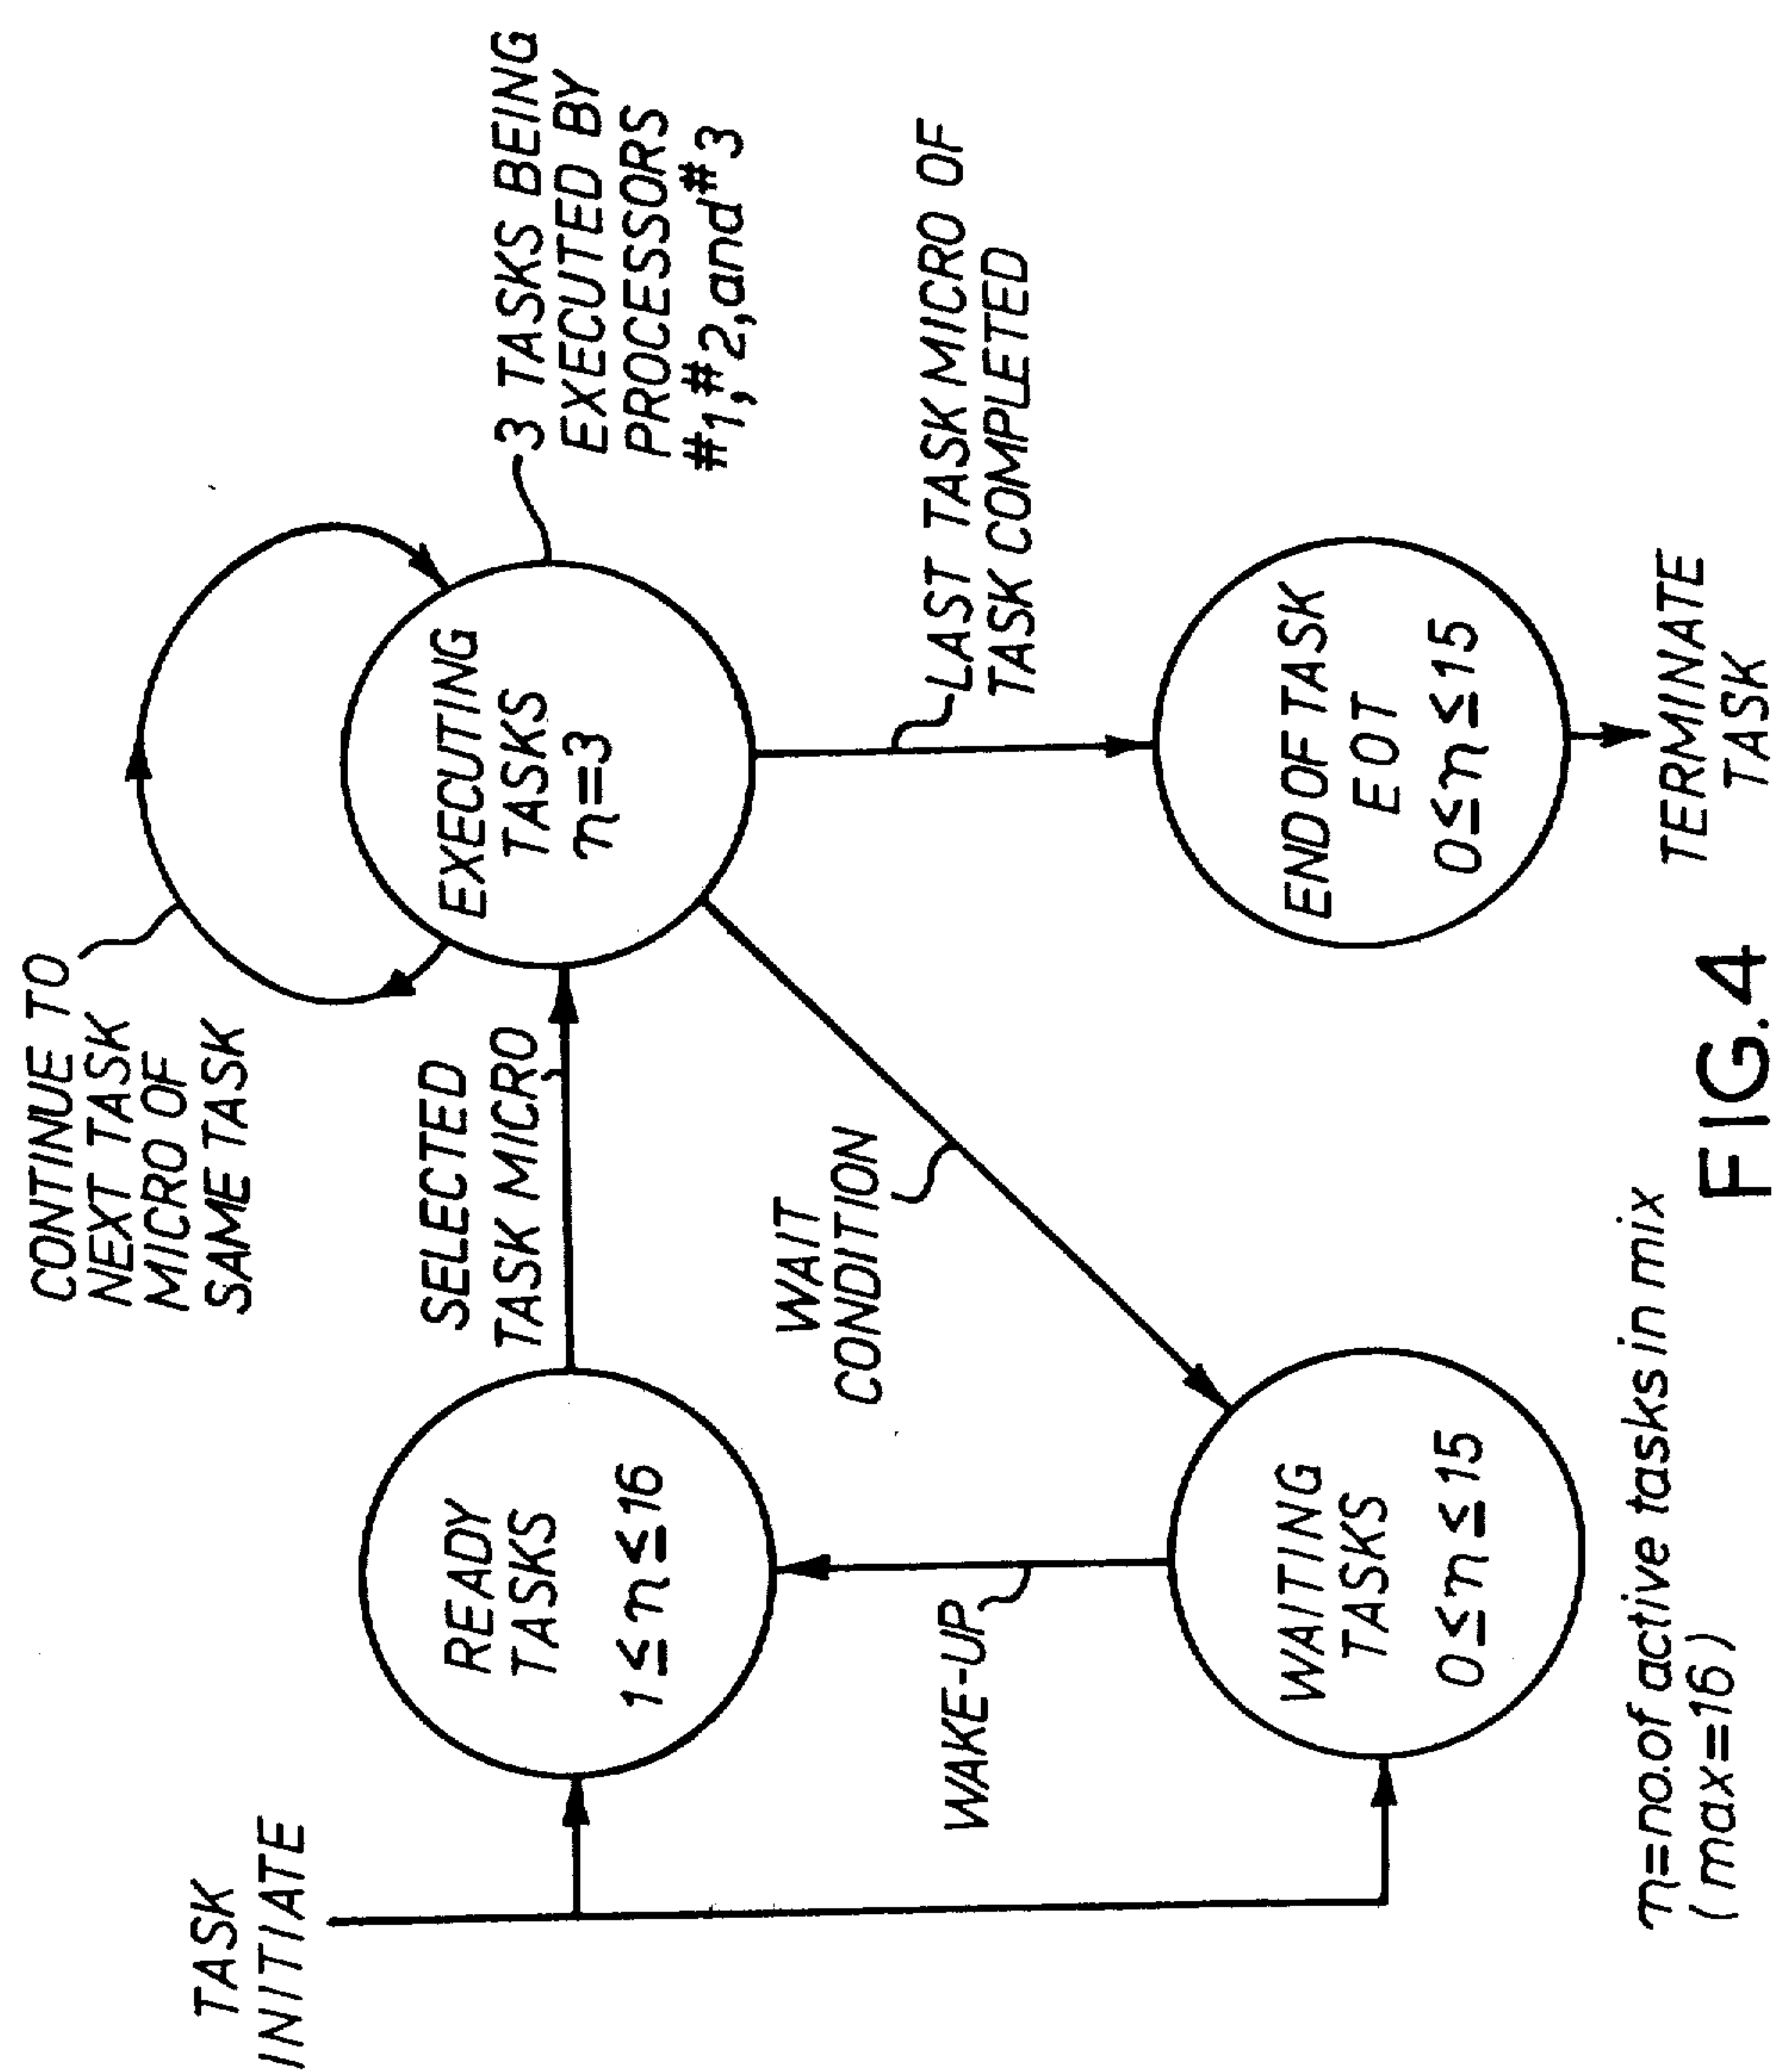 CONTINUE TO
NEXT TASK
MICRO OF
SAME TASK
TASK
INITIATE
READY
TASKS
1≤n≤16
SELECTED
TASK MICRO
EXECUTING
TASKS
n=3
3 TASKS BEING
EXECUTED BY
PROCESSORS
#1,#2,and#3
WAKE-UP
WAIT
CONDITION
LAST TASK MICRO OF
TASK COMPLETED
WAITING
TASKS
0≤n≤15
END OF TASK
EOT
0≤n≤15
TERMINATE
TASK
n=no.of active tasks in mix
(max=16)
FIG.4